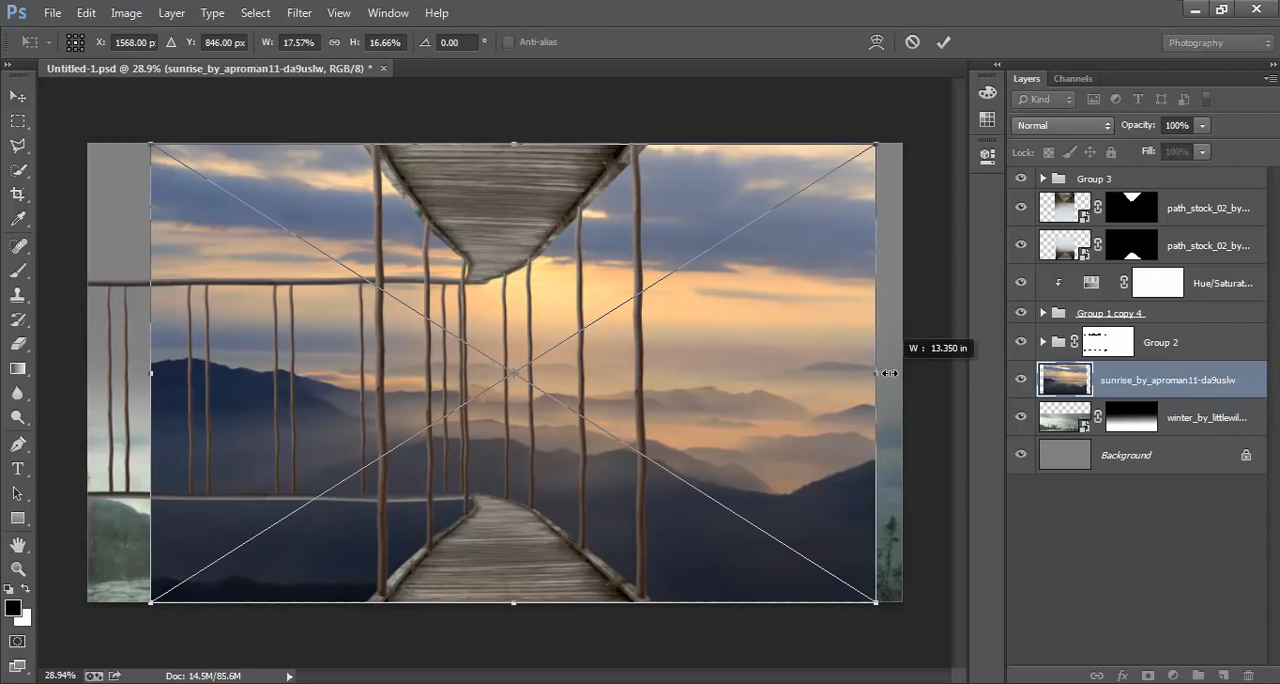 Ps File Edit Image Layer Type Select Filter View Window Help
X: 1568.00 px Y: 846.00 px W: 17.57% H: 16.66% 0.00 ° Anti-alias Photography
Untitled-1.psd @ 28.9% (sunrise_by_aproman11-da9uslw, RGB/8) * ×
Layers Channels
Kind
Normal Opacity: 100%
Lock: Fill: 100%
Group 3
path_stock_02_by...
path_stock_02_by...
Hue/Saturat...
Group 1 copy 4
Group 2
W : 13.350 in
sunrise_by_aproman11-da9uslw
winter_by_littlewil...
Background
28.94% Doc: 14.5M/85.6M